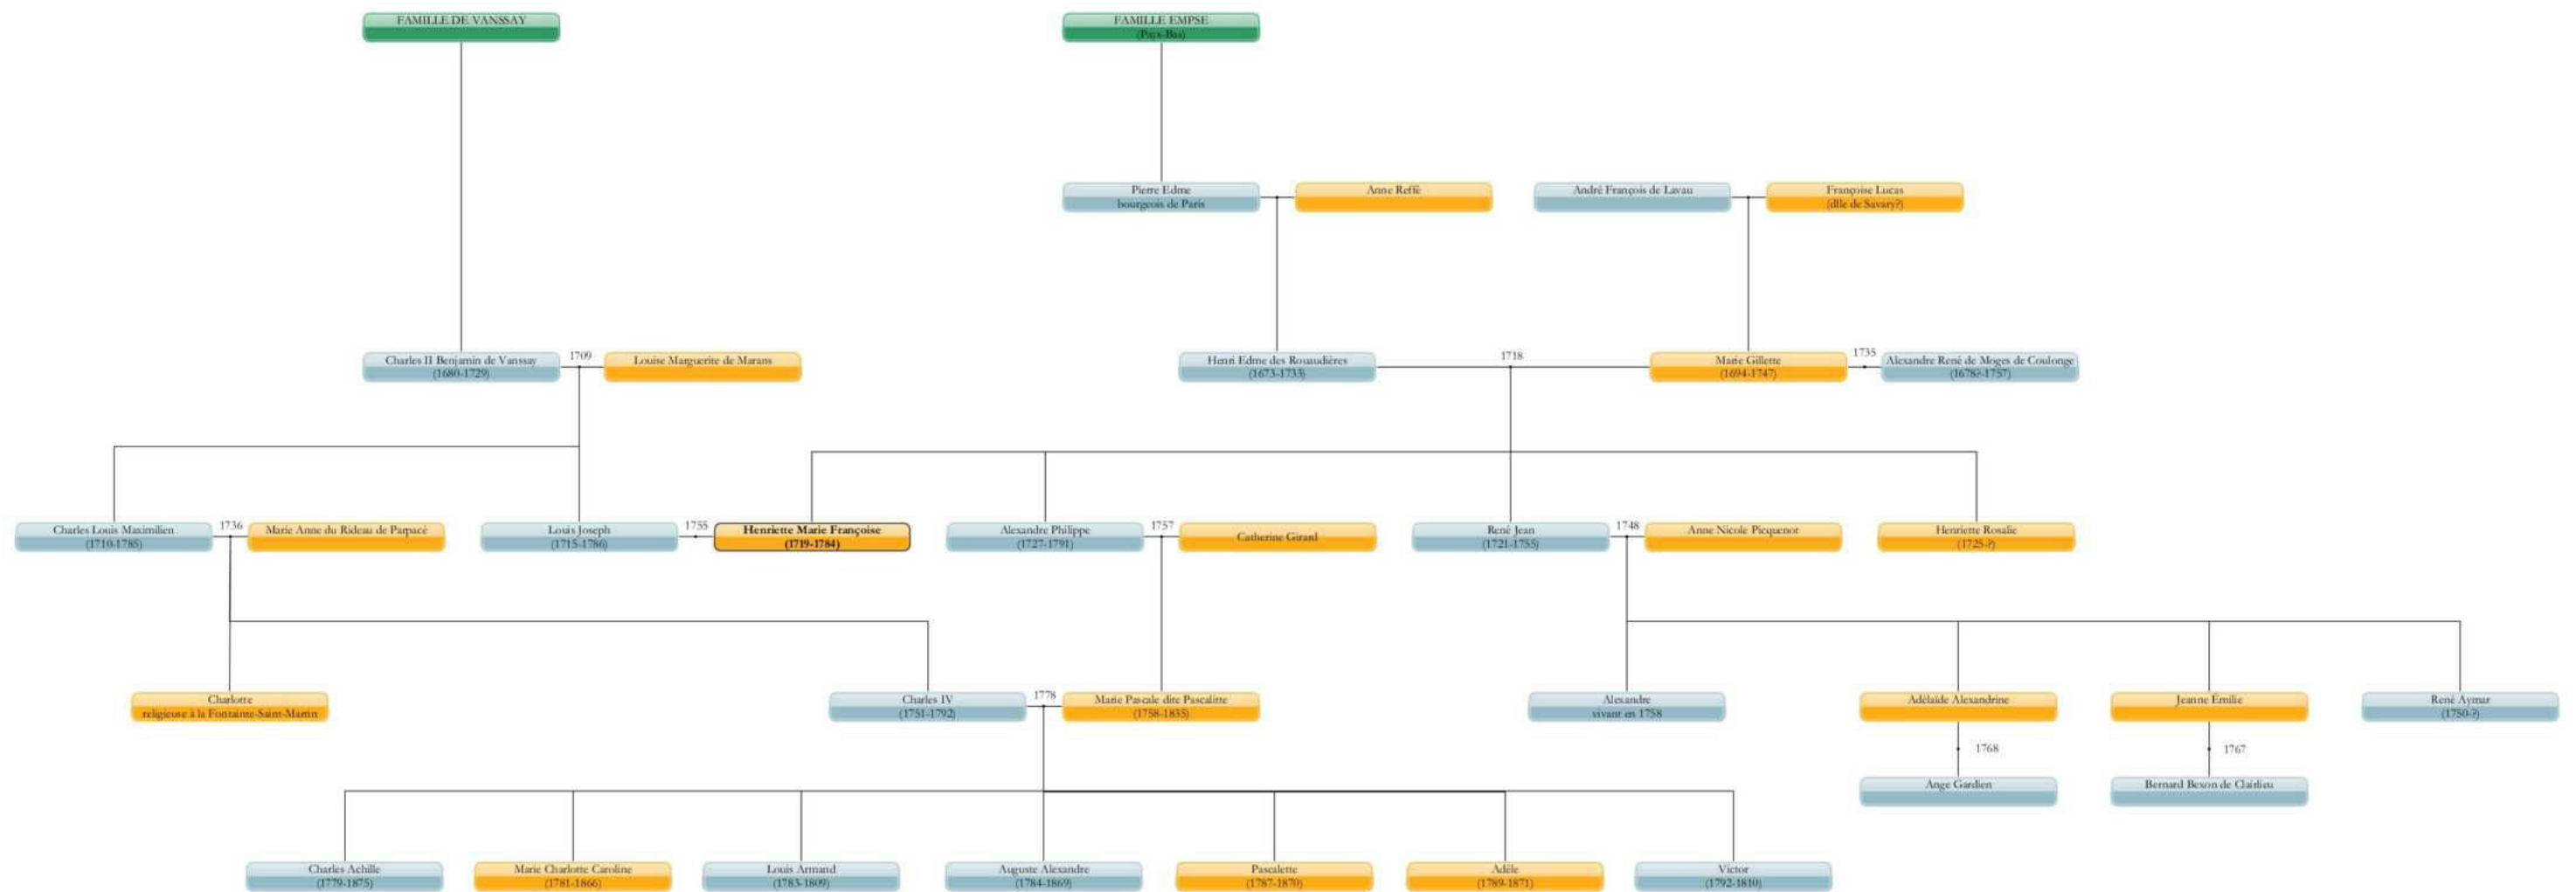 FAMILLE DE VANSSAY
FAMILLE EMPSE
(Pays-Bas)
Pierre Edme
bourgeois de Paris
Anne Reffé
André François de Lavau
Françoise Lucas
(dlle de Savary?)
Charles II Benjamin de Vanssay
(1680-1729)
1709
Louise Marguerite de Marans
Henri Edme des Rouaudières
(1673-1733)
1718
Marie Gillette
(1694-1747)
1735
Alexandre René de Moges de Coulonge
(1678?-1757)
Charles Louis Maximilien
(1710-1785)
1736
Marie Anne du Rideau de Parpacé
Louis Joseph
(1715-1786)
1755
Henriette Marie Françoise
(1719-1784)
Alexandre Philippe
(1727-1791)
1757
Catherine Girard
René Jean
(1721-1755)
1748
Anne Nicole Picquenot
Henriette Rosalie
(1725-?)
Charlotte
religieuse à la Fontainte-Saint-Martin
Charles IV
(1751-1792)
1778
Marie Pascale dite Pascalitte
(1758-1835)
Alexandre
vivant en 1758
Adélaïde Alexandrine
Jeanne Émilie
René Aymar
(1750-?)
1768
1767
Ange Gardien
Bernard Bexon de Clairlieu
Charles Achille
(1779-1875)
Marie Charlotte Caroline
(1781-1866)
Louis Armand
(1783-1809)
Auguste Alexandre
(1784-1869)
Pascalette
(1787-1870)
Adèle
(1789-1871)
Victor
(1792-1810)